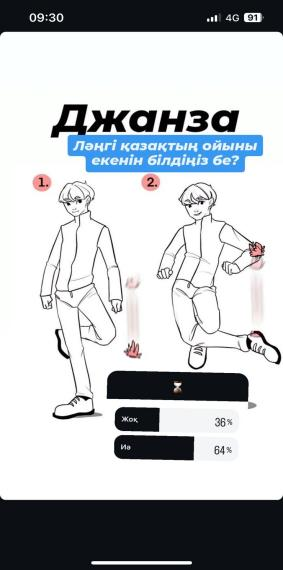 09:30
4G 91
Джанза
Ләңгі қазақтың ойыны
екенін білдіңіз бе?
1.
2.
Жоқ
36%
Иә
64%